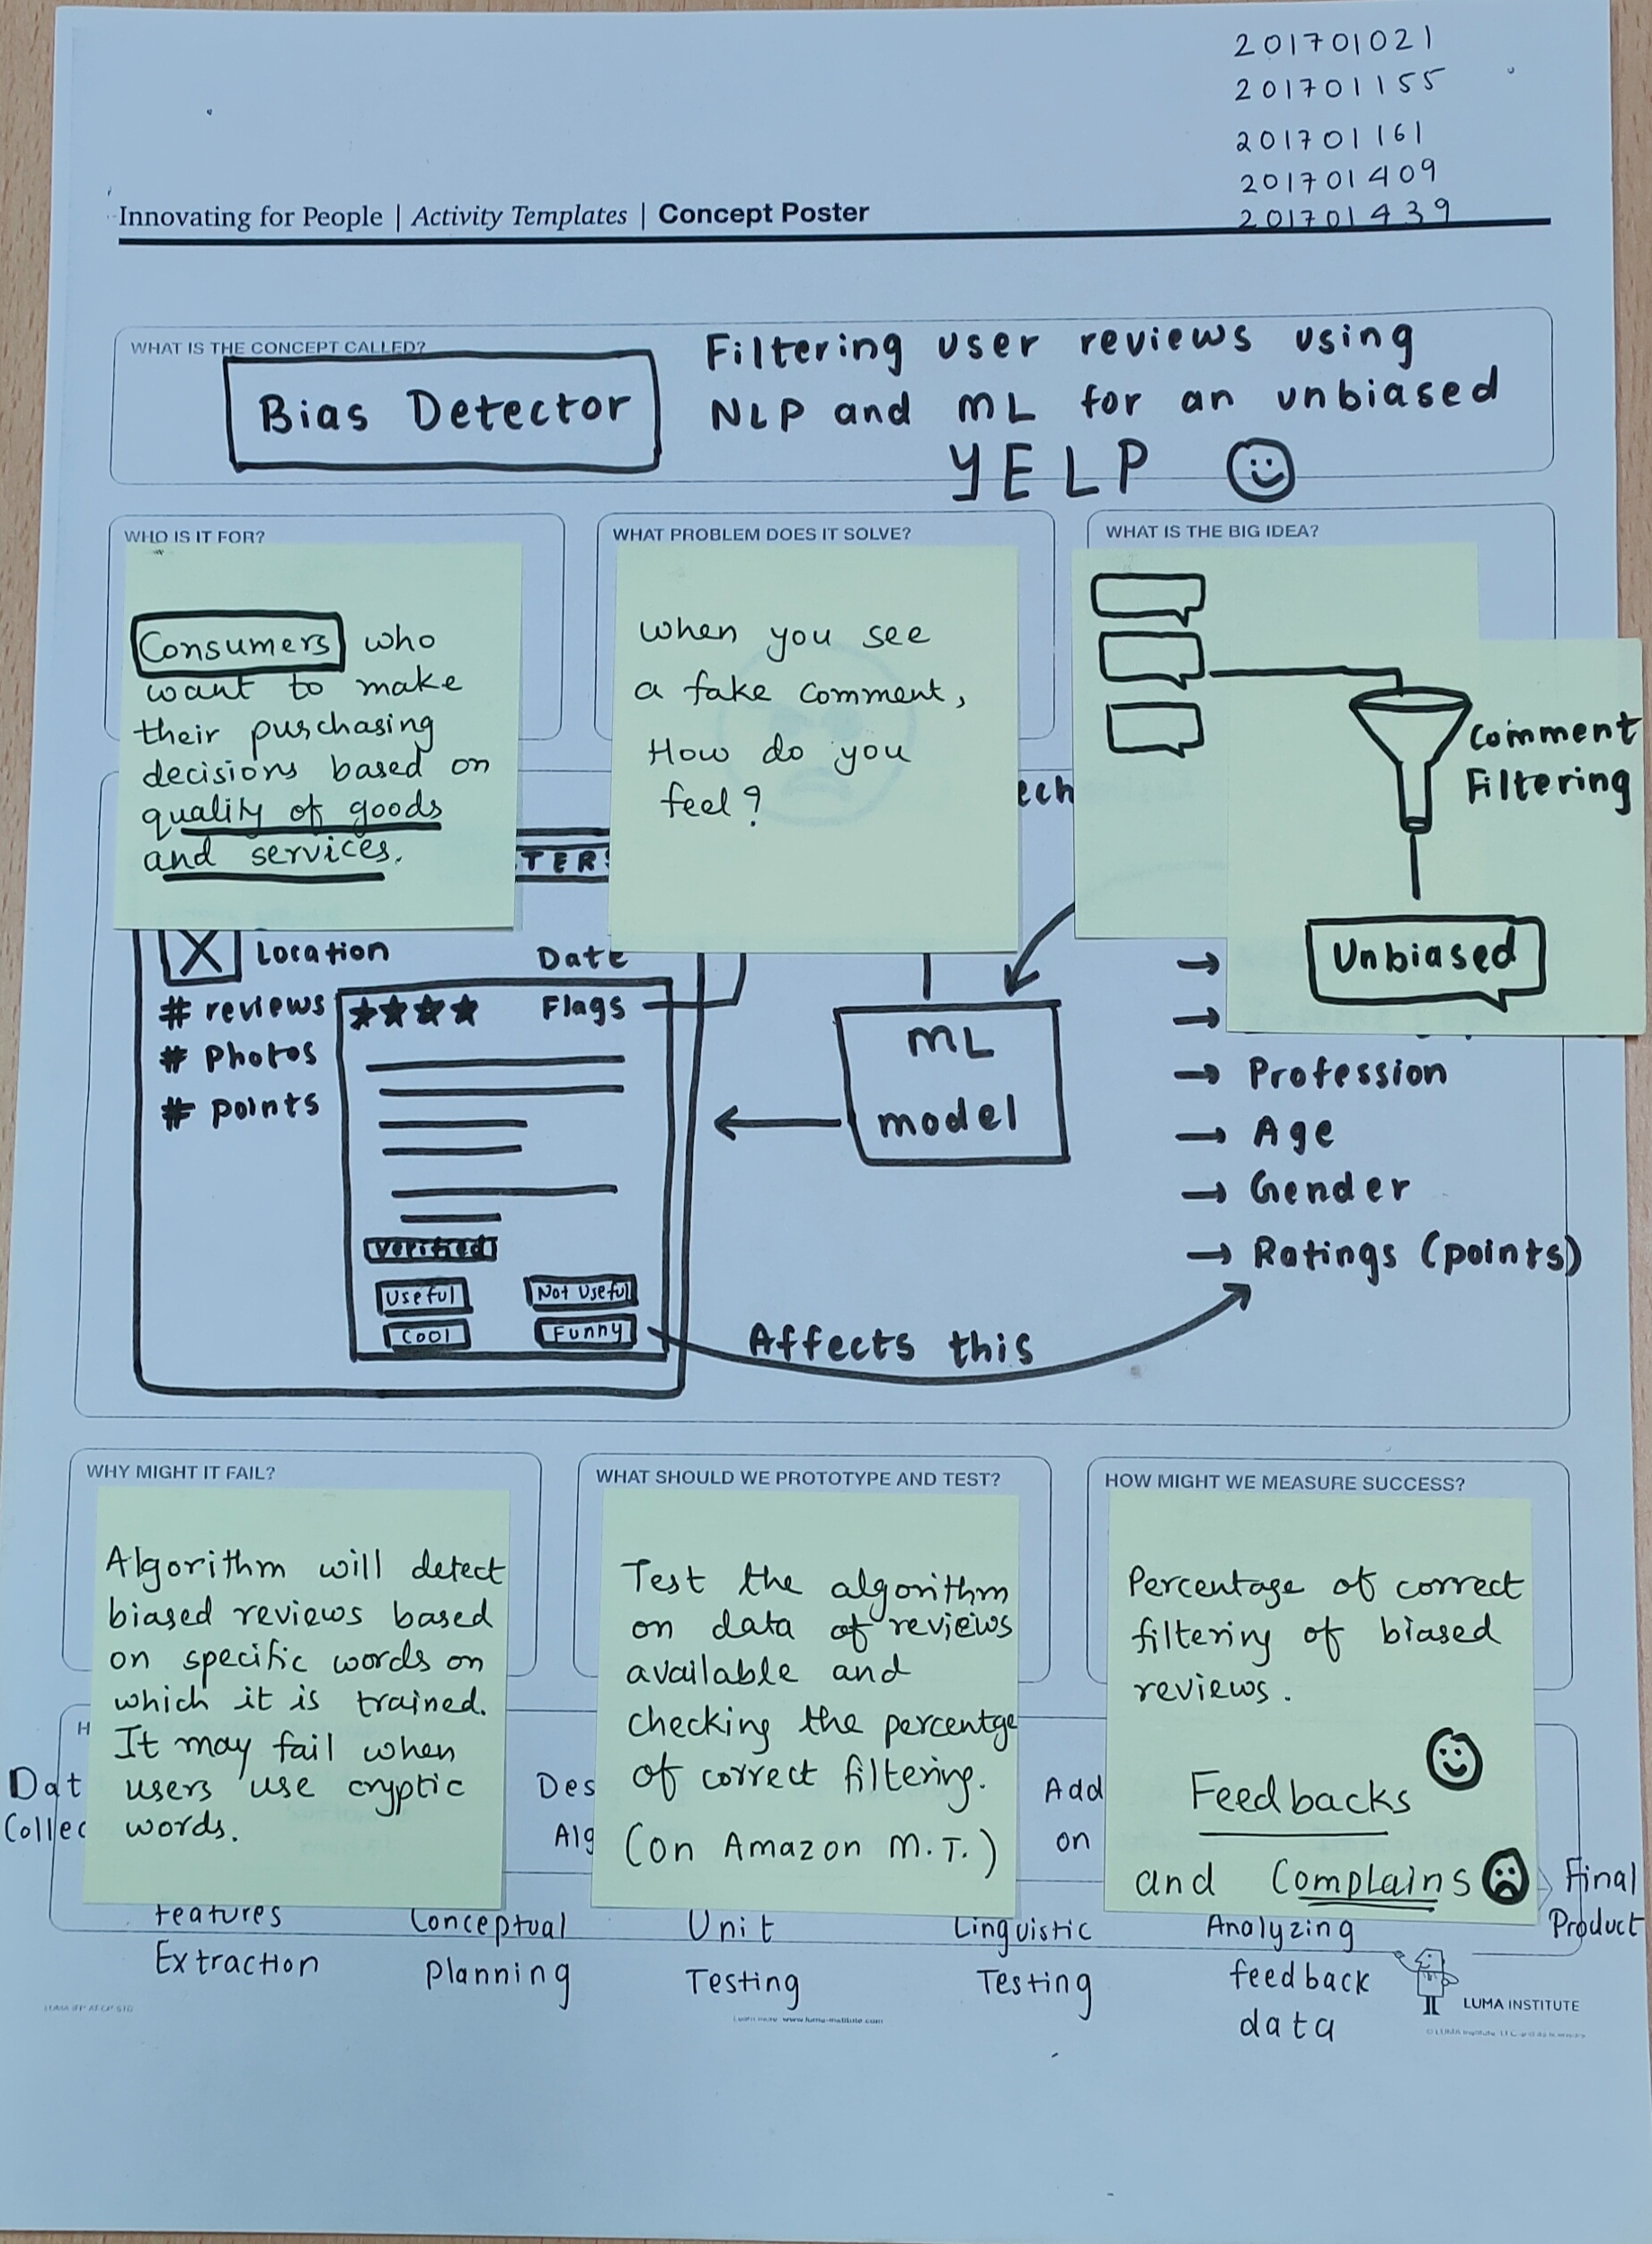 201701021
201701155
201701161
201701409
201701439
Innovating for People | Activity Templates | Concept Poster
WHAT IS THE CONCEPT CALLED?
Bias Detector
Filtering user reviews using
NLP and ML for an unbiased
YELP
WHO IS IT FOR?
Consumers who
want to make
their purchasing
decisions based on
quality of goods
and services.
WHAT PROBLEM DOES IT SOLVE?
When you see
a fake comment,
How do you
feel?
WHAT IS THE BIG IDEA?
Comment
Filtering
Unbiased
ech
TER
Location
Date
# reviews
# Photos
# points
Flags
Verified
Useful
Not Useful
Cool
Funny
ML
model
Profession
Age
Gender
Ratings (points)
Affects this
WHY MIGHT IT FAIL?
Algorithm will detect
biased reviews based
on specific words on
which it is trained.
It may fail when
users use cryptic
words.
WHAT SHOULD WE PROTOTYPE AND TEST?
Test the algorithm
on data of reviews
available and
checking the percentge
of correct filtering.
(on Amazon M.T.)
HOW MIGHT WE MEASURE SUCCESS?
Percentage of correct
filtering of biased
reviews.
Feedbacks
and Complains
H
Dat
Collec
Des
Alg
Add
on
Final
Product
Features
Extraction
Conceptual
Planning
Unit
Testing
Linguistic
Testing
Analyzing
feedback
data
LUMA INSTITUTE
Learn more: www.luma-institute.com